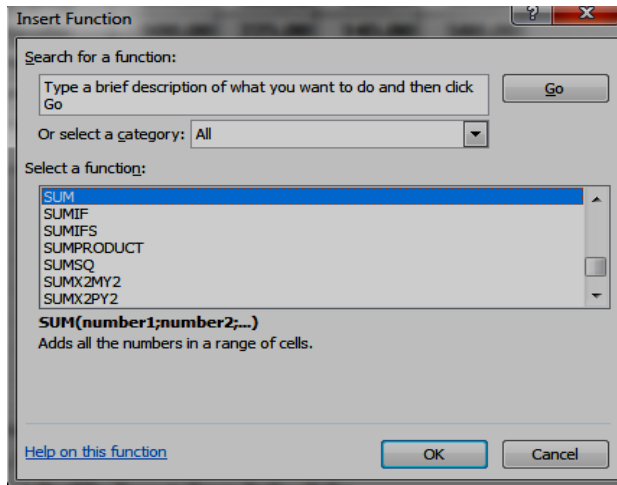 Insert Function
?
X
Search for a function:
Type a brief description of what you want to do and then click
Go
Go
Or select a category: All
Select a function:
SUM
SUMIF
SUMIFS
SUMPRODUCT
SUMSQ
SUMX2MY2
SUMX2PY2
SUM(number1;number2;...)
Adds all the numbers in a range of cells.
Help on this function
OK
Cancel